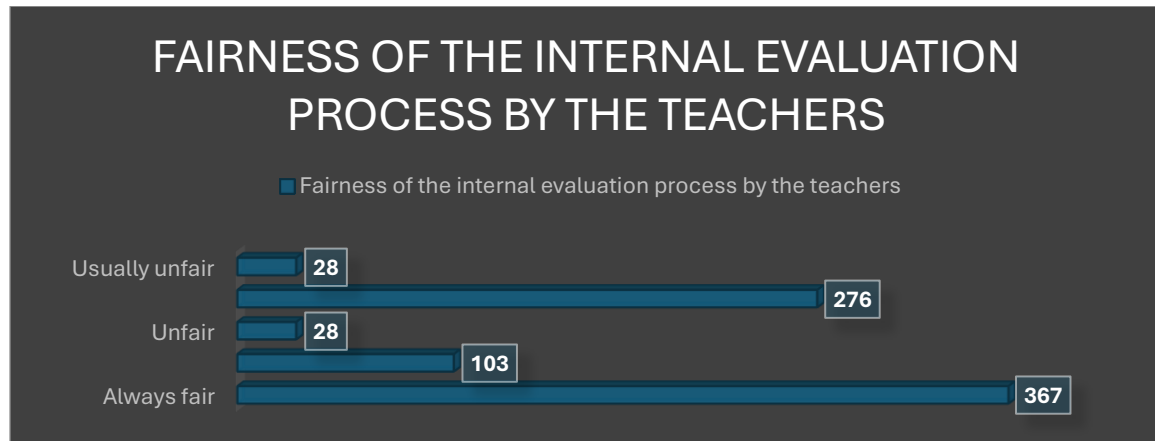 FAIRNESS OF THE INTERNAL EVALUATION
PROCESS BY THE TEACHERS
Fairness of the internal evaluation process by the teachers
Usually unfair 28
276
Unfair 28
103
Always fair 367